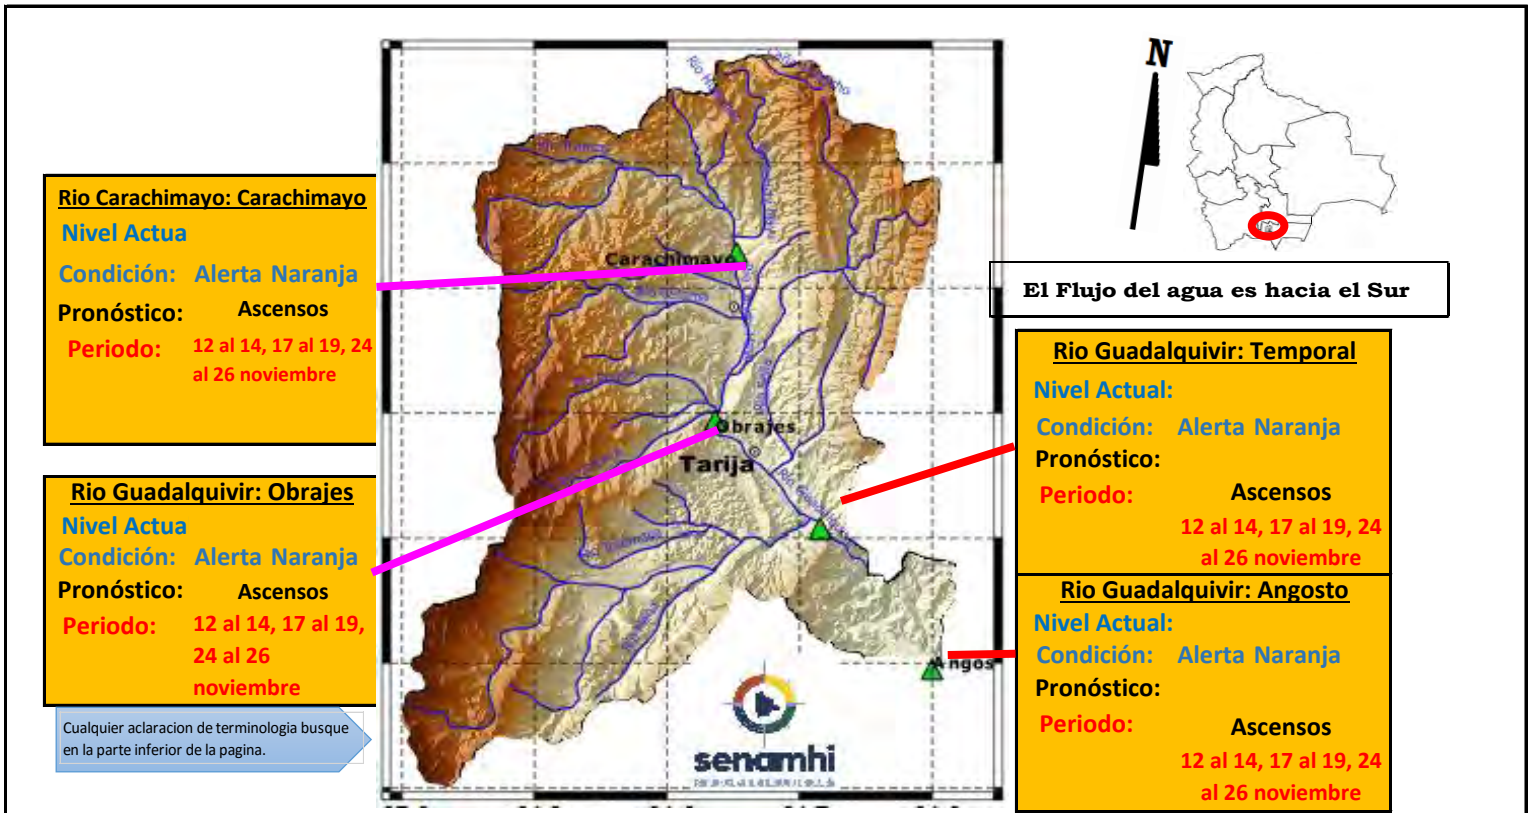 N
Rio Carachimayo: Carachimayo
Nivel Actua
Condición: Alerta Naranja
Pronóstico: Ascensos
Periodo: 12 al 14, 17 al 19, 24
al 26 noviembre
Rio Guadalquivir: Obrajes
Nivel Actua
Condición: Alerta Naranja
Pronóstico: Ascensos
Periodo: 12 al 14, 17 al 19,
24 al 26
noviembre
Cualquier aclaracion de terminologia busque
en la parte inferior de la pagina.
Carachimayo
Obrajes
Tarija
Angos
senamhi
El Flujo del agua es hacia el Sur
Rio Guadalquivir: Temporal
Nivel Actual:
Condición: Alerta Naranja
Pronóstico:
Periodo: Ascensos
12 al 14, 17 al 19, 24
al 26 noviembre
Rio Guadalquivir: Angosto
Nivel Actual:
Condición: Alerta Naranja
Pronóstico:
Periodo: Ascensos
12 al 14, 17 al 19, 24
al 26 noviembre